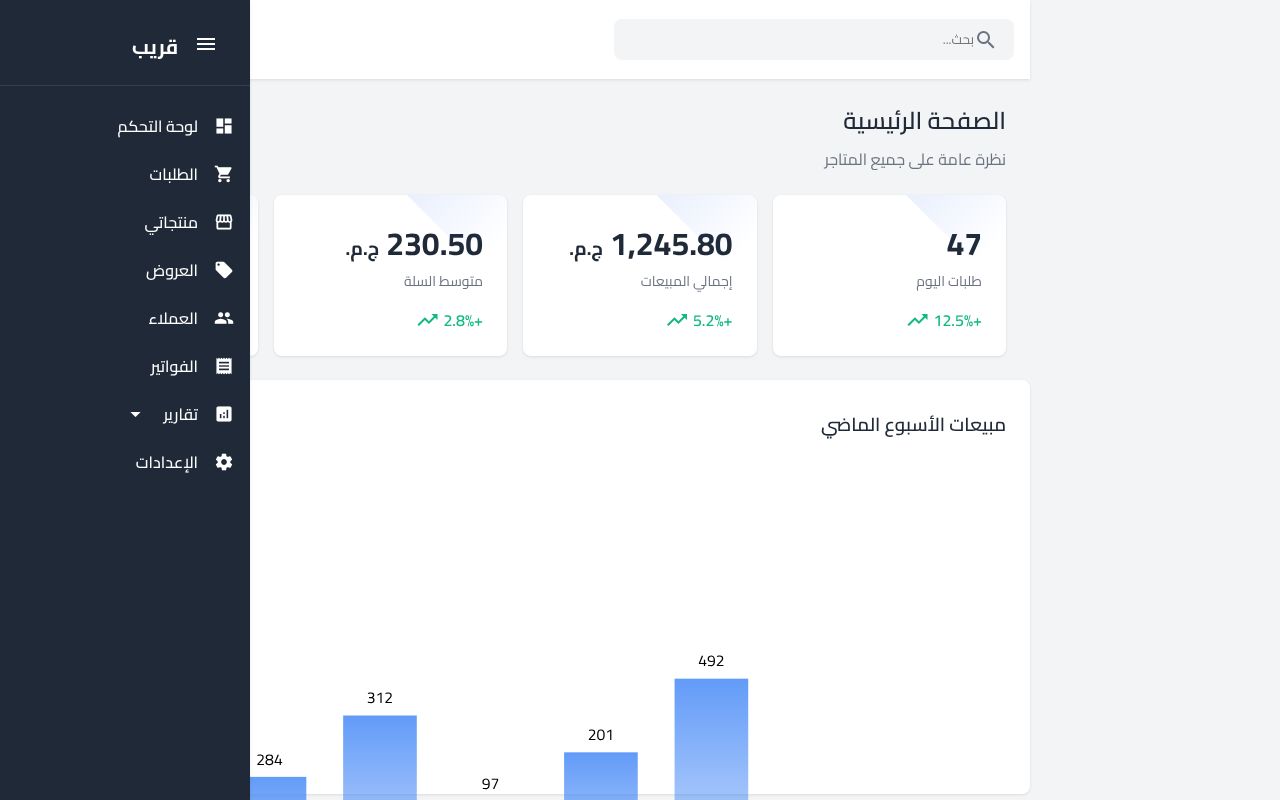 قريب
لوحة التحكم
الطلبات
منتجاتي
العروض
العملاء
الفواتير
تقارير
الإعدادات
بحث...
الصفحة الرئيسية
نظرة عامة على جميع المتاجر
47
طلبات اليوم
+12.5%
1,245.80 ج.م.
إجمالي المبيعات
+5.2%
230.50 ج.م.
متوسط السلة
+2.8%
مبيعات الأسبوع الماضي
492
201
97
312
284